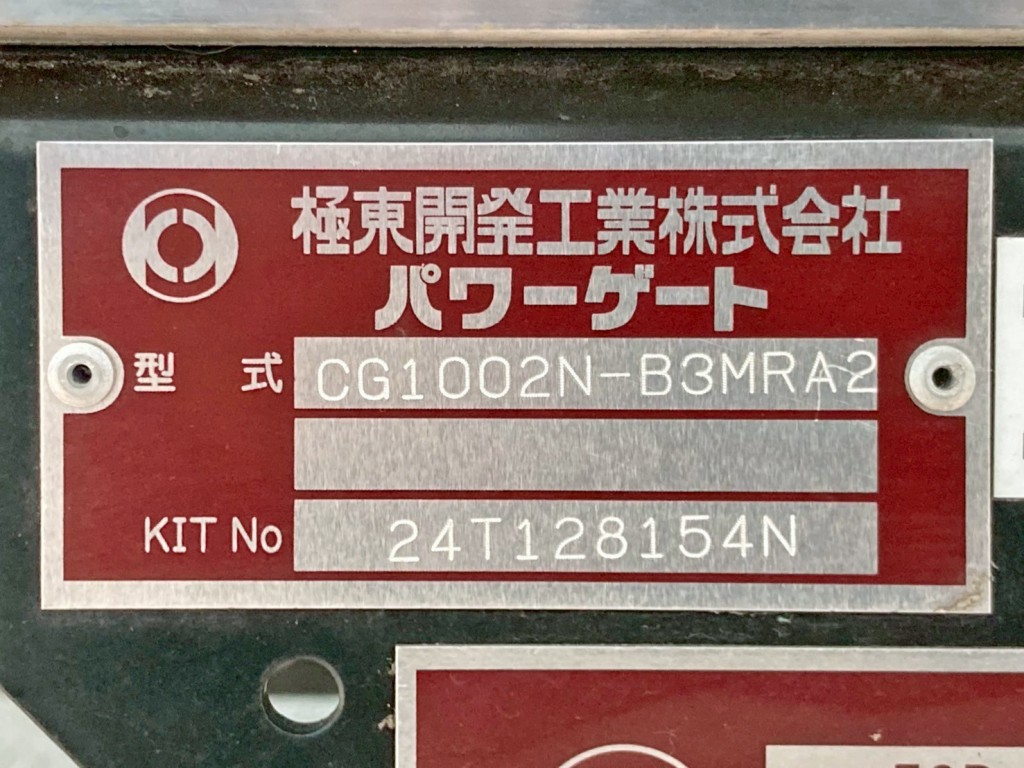 極東開発工業株式会社
パワーゲート
型 式 CG1002N-B3MRA2
KIT No 24T128154N